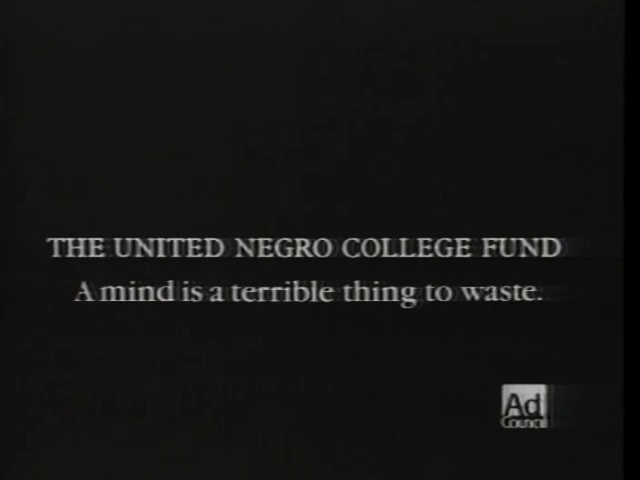 THE UNITED NEGRO COLLEGE FUND
A mind is a terrible thing to waste.
Ad
Council